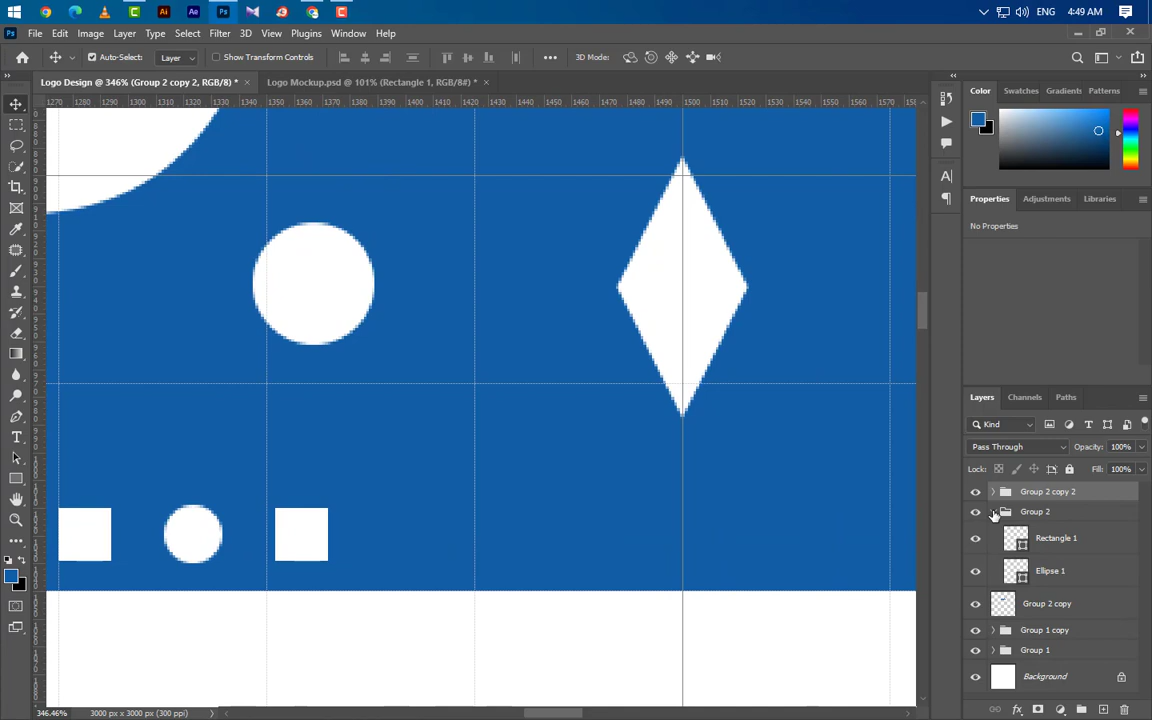 ENG 4:49 AM
File Edit Image Layer Type Select Filter 3D View Plugins Window Help
Auto-Select: Layer Show Transform Controls 3D Mode:
Logo Design @ 346% (Group 2 copy 2, RGB/8) * Logo Mockup.psd @ 101% (Rectangle 1, RGB/8#) *
1270 1280 1290 1300 1310 1320 1330 1340 1350 1360 1370 1380 1390 1400 1410 1420 1430 1440 1450 1460 1470 1480 1490 1500 1510 1520 1530 1540 1550 1560 1570
Color Swatches Gradients Patterns
Properties Adjustments Libraries
No Properties
Layers Channels Paths
Kind
Pass Through Opacity: 100%
Lock: Fill: 100%
Group 2 copy 2
Group 2
Rectangle 1
Ellipse 1
Group 2 copy
Group 1 copy
Group 1
Background
346.46% 3000 px x 3000 px (300 ppi)